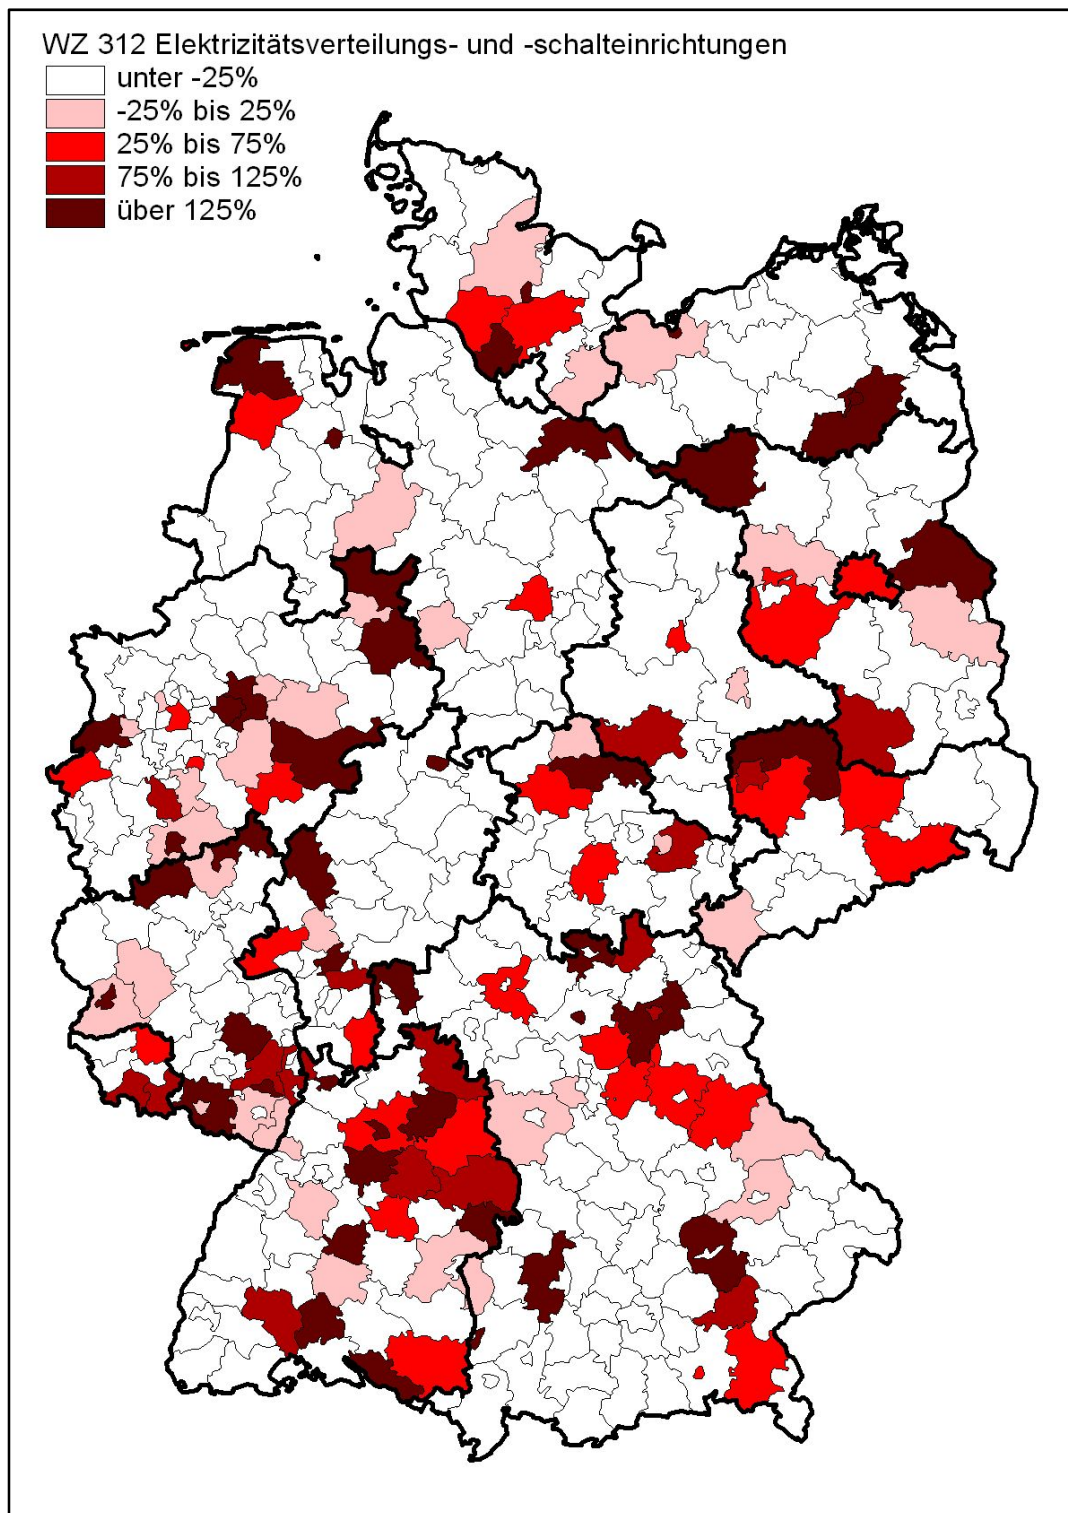 WZ 312 Elektrizitätsverteilungs- und -schalteinrichtungen
unter -25%
-25% bis 25%
25% bis 75%
75% bis 125%
über 125%